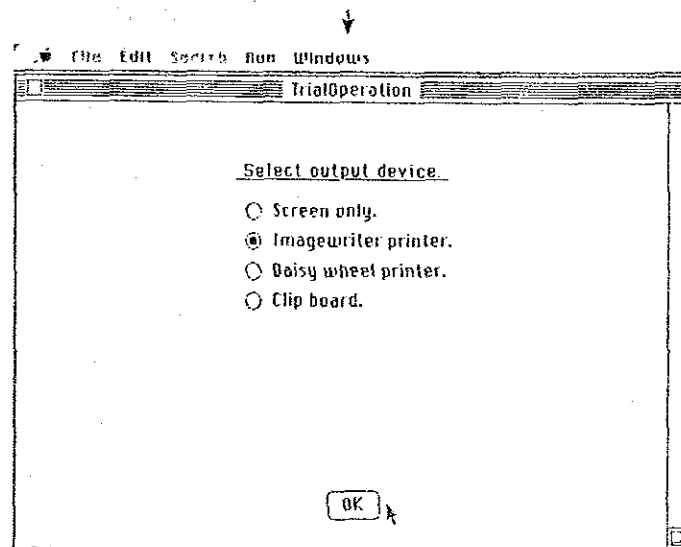 File Edit Search Run Windows
TrialOperation
Select output device.
Screen only.
Imagewriter printer.
Daisy wheel printer.
Clip board.
OK